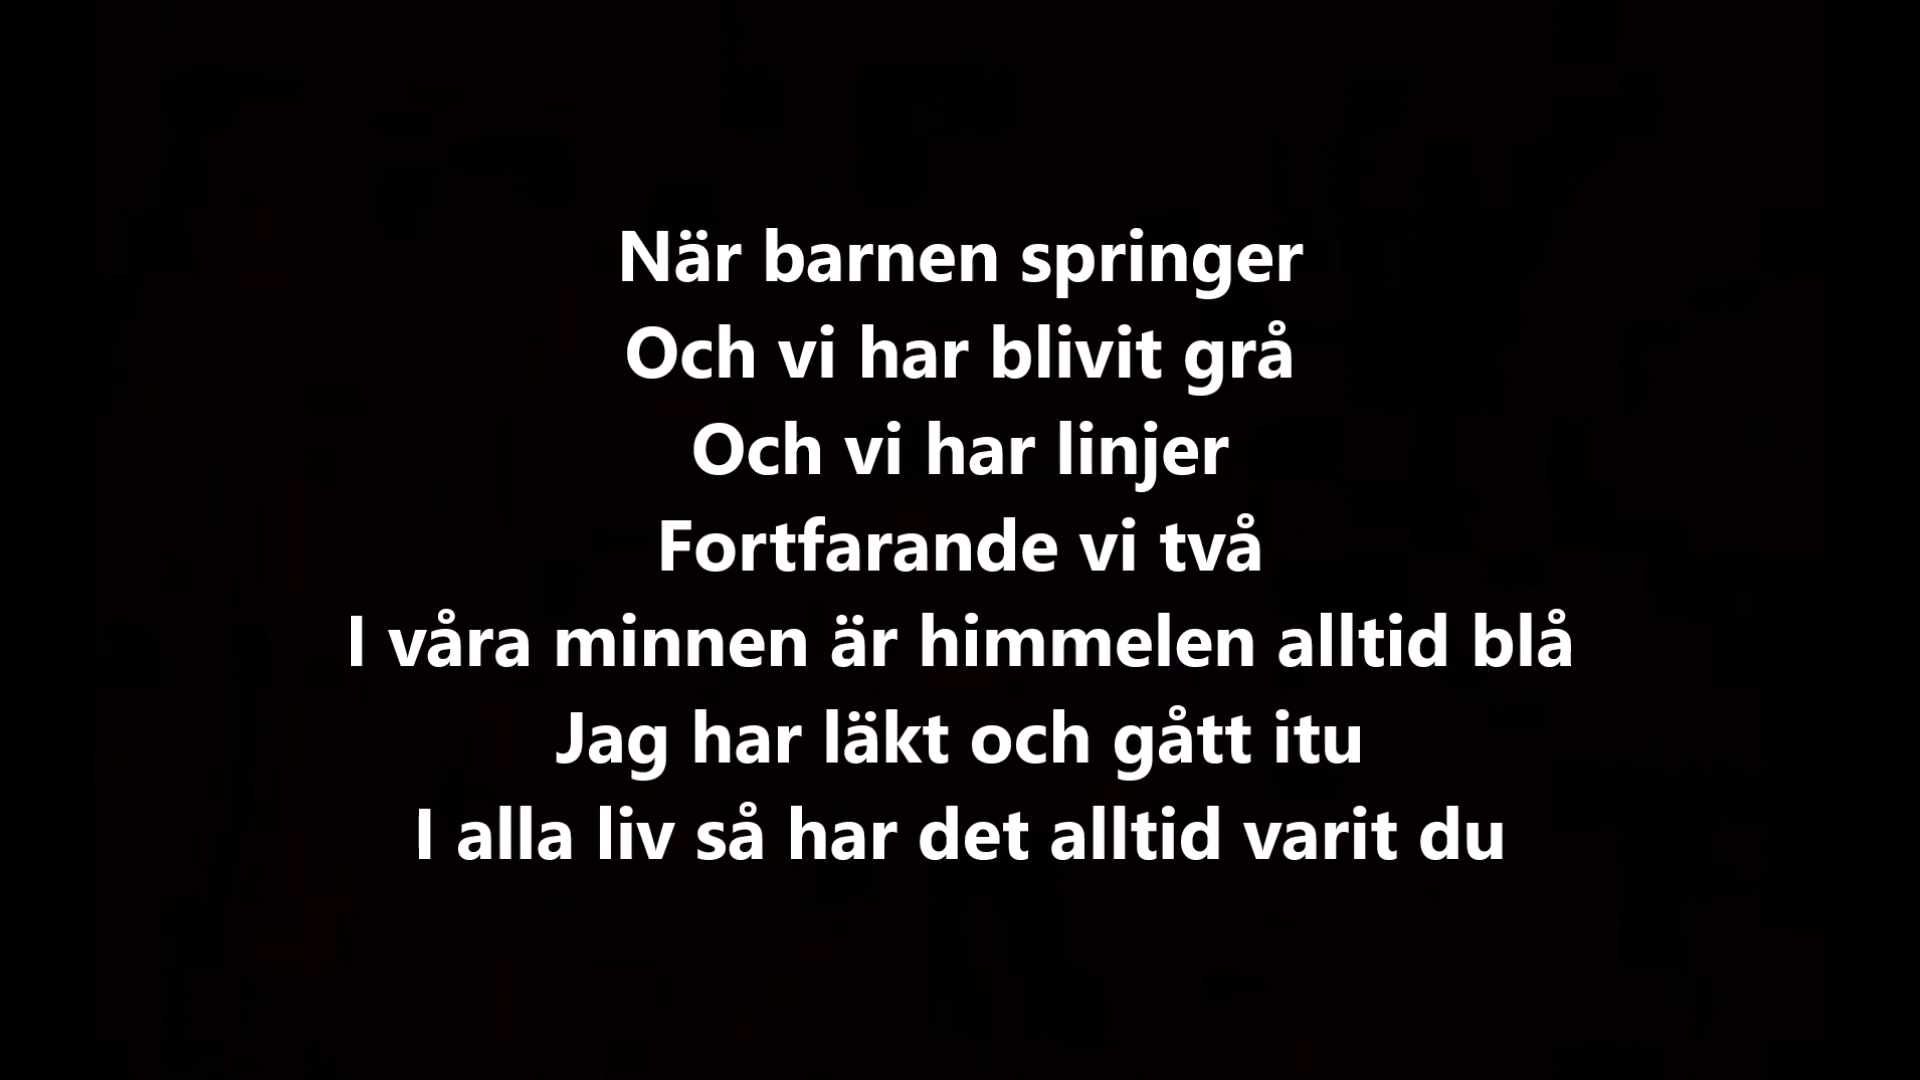 När barnen springer
Och vi har blivit grå
Och vi har linjer
Fortfarande vi två
I våra minnen är himmelen alltid blå
Jag har läkt och gått itu
I alla liv så har det alltid varit du